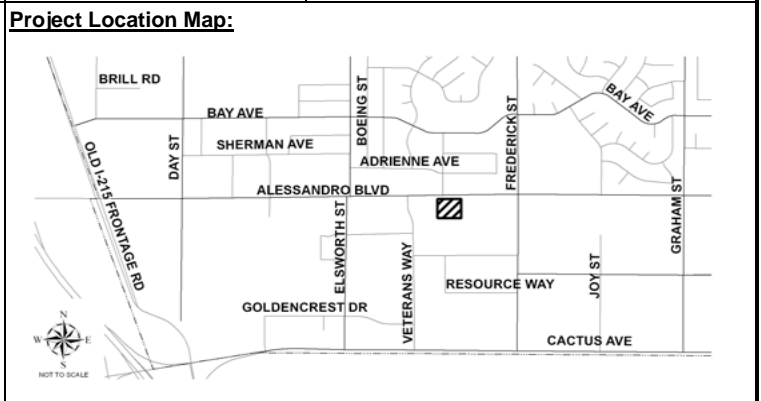 Project Location Map:
BRILL RD
BAY AVE
BOEING ST
FREDERICK ST
BAY AVE
DAY ST
SHERMAN AVE
ADRIENNE AVE
OLD I-215 FRONTAGE RD
ALESSANDRO BLVD
ELSWORTH ST
VETERANS WAY
GRAHAM ST
RESOURCE WAY
JOY ST
GOLDENCREST DR
CACTUS AVE
N
W E
S
NOT TO SCALE